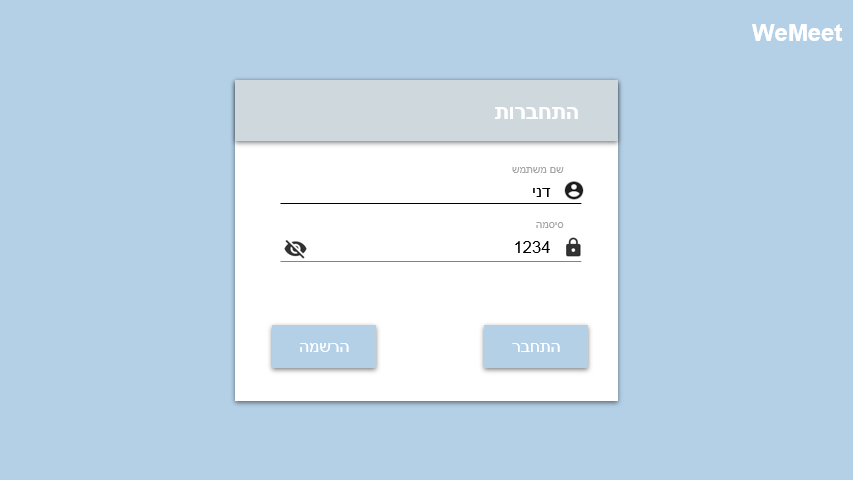 WeMeet
התחברות
שם משתמש
דני
סיסמה
1234
התחבר
הרשמה